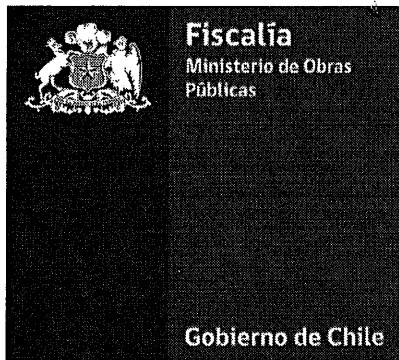 Fiscalía
Ministerio de Obras
Públicas
Gobierno de Chile